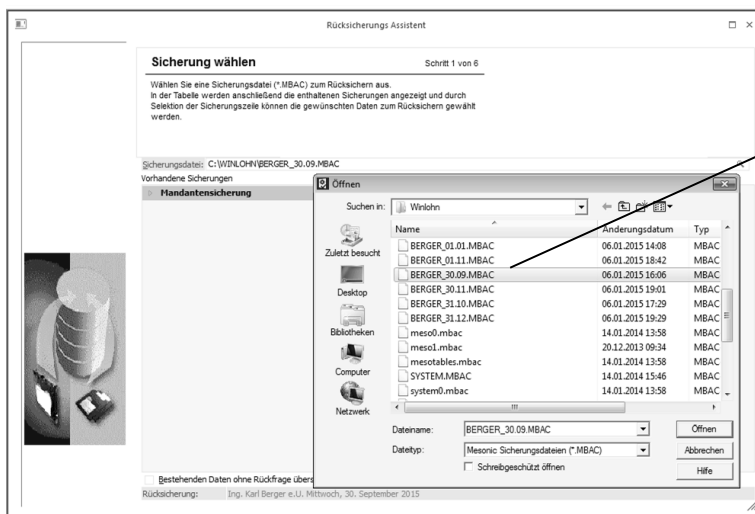 Rücksicherungs Assistent
Sicherung wählen
Schritt 1 von 6
Wählen Sie eine Sicherungsdatei (*.MBAC) zum Rücksichern aus.
In der Tabelle werden anschließend die enthaltenen Sicherungen angezeigt und durch
Selektion der Sicherungszeile können die gewünschten Daten zum Rücksichern gewählt
werden.
Sicherungsdatei: C:\WINLOHN\BERGER_30.09.MBAC
Vorhandene Sicherungen
Mandantensicherung
Öffnen
Suchen in: Winlohn
Zuletzt besucht
Desktop
Bibliotheken
Computer
Netzwerk
Name Änderungsdatum Typ
BERGER_01.01.MBAC 06.01.2015 14:08 MBAC
BERGER_01.11.MBAC 06.01.2015 18:42 MBAC
BERGER_30.09.MBAC 06.01.2015 16:06 MBAC
BERGER_30.11.MBAC 06.01.2015 19:01 MBAC
BERGER_31.10.MBAC 06.01.2015 17:29 MBAC
BERGER_31.12.MBAC 06.01.2015 19:29 MBAC
meso0.mbac 14.01.2014 13:58 MBAC
meso1.mbac 20.12.2013 09:34 MBAC
mesotables.mbac 14.01.2014 13:58 MBAC
SYSTEM.MBAC 14.01.2014 15:46 MBAC
system0.mbac 14.01.2014 13:58 MBAC
Dateiname: BERGER_30.09.MBAC Öffnen
Dateityp: Mesonic Sicherungsdateien (*.MBAC) Abbrechen
Schreibgeschützt öffnen
Hilfe
Bestehenden Daten ohne Rückfrage übers
Rücksicherung: Ing. Karl Berger e.U. Mittwoch, 30. September 2015